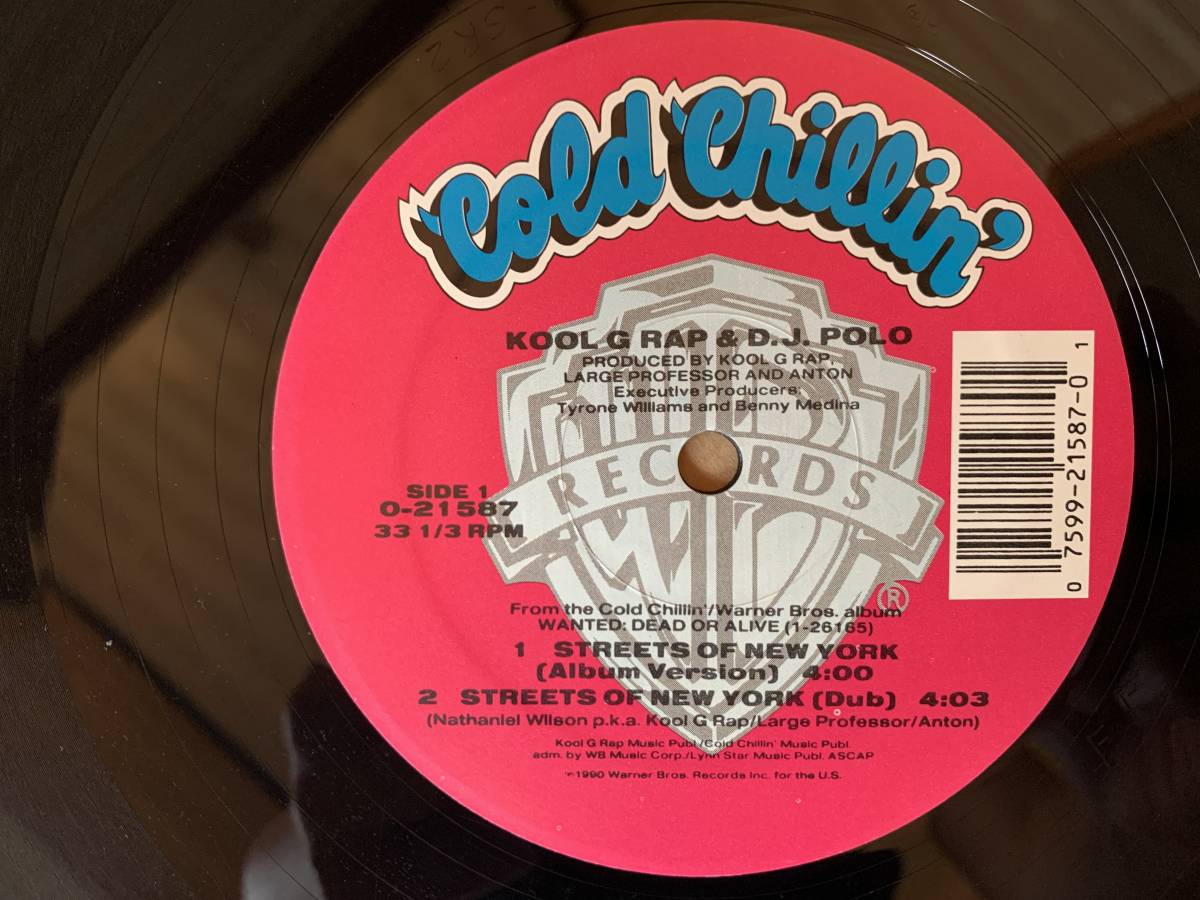 -SR2
Cold Chillin'
KOOL G RAP & D.J. POLO
PRODUCED BY KOOL G RAP,
LARGE PROFESSOR AND ANTON
Executive Producers:
Tyrone Williams and Benny Medina
RECORDS
SIDE 1
0-21587
33 1/3 RPM
0 7599-21587-0 1
®
From the Cold Chillin'/Warner Bros. album
WANTED: DEAD OR ALIVE (1-26165)
1 STREETS OF NEW YORK
(Album Version) 4:00
2 STREETS OF NEW YORK (Dub) 4:03
(Nathaniel Wilson p.k.a. Kool G Rap/Large Professor/Anton)
Kool G Rap Music Publ./Cold Chillin' Music Publ.
adm. by WB Music Corp./Lynn Star Music Publ. ASCAP
℗1990 Warner Bros. Records Inc. for the U.S.